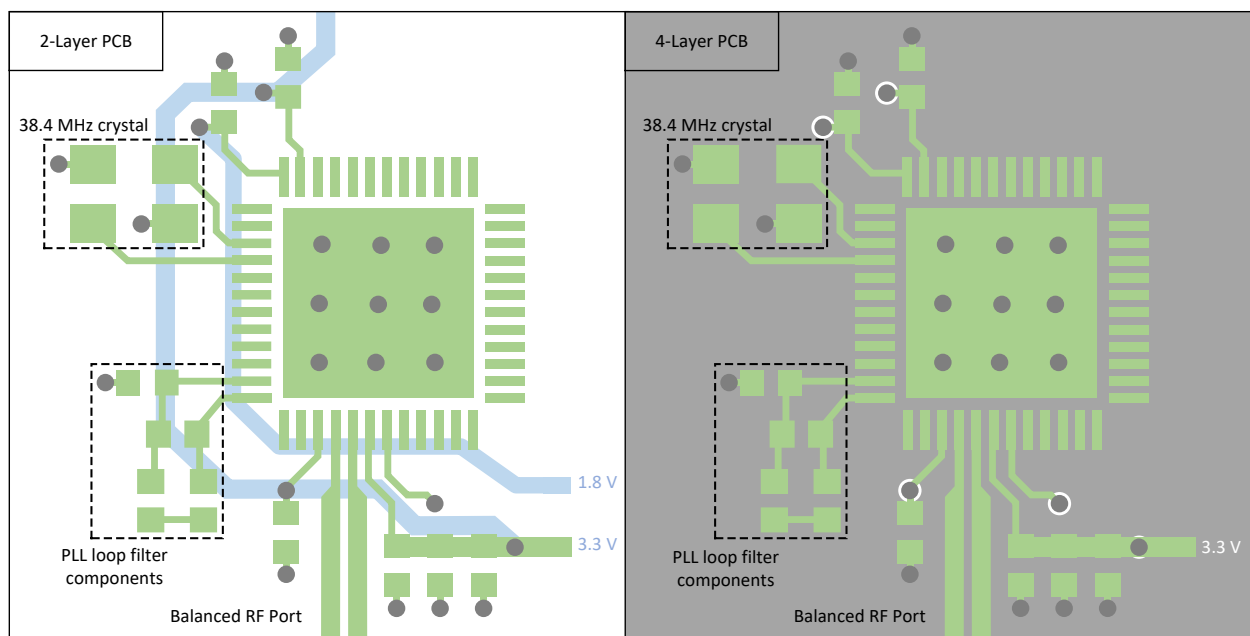 2-Layer PCB
38.4 MHz crystal
1.8 V
3.3 V
PLL loop filter
components
Balanced RF Port
4-Layer PCB
38.4 MHz crystal
3.3 V
PLL loop filter
components
Balanced RF Port